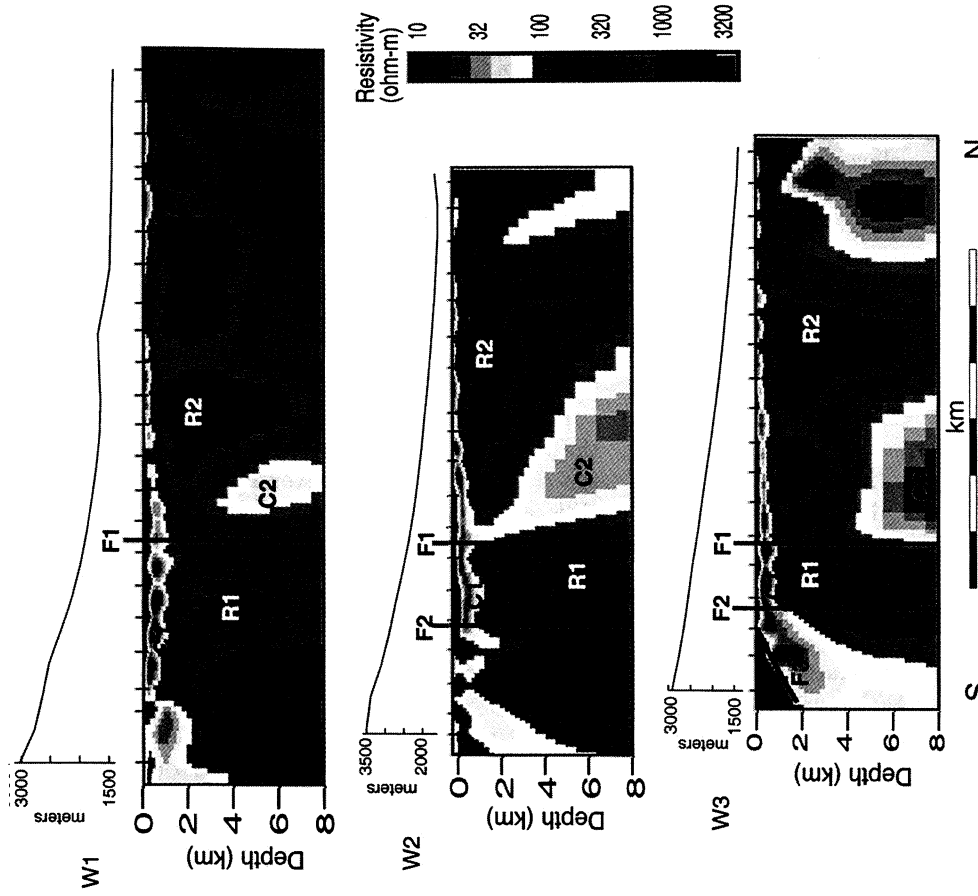 W1
3000
1500
meters
F1
0
2
4
6
8
Depth (km)
R1
R2
C2
Resistivity
(ohm-m)
10
32
100
320
1000
3200
W2
3500
2000
meters
F2
F1
0
2
4
6
8
Depth (km)
C1
R1
R2
C2
W3
3000
1500
meters
F2
F1
0
2
4
6
8
Depth (km)
F
R1
R2
S
N
km